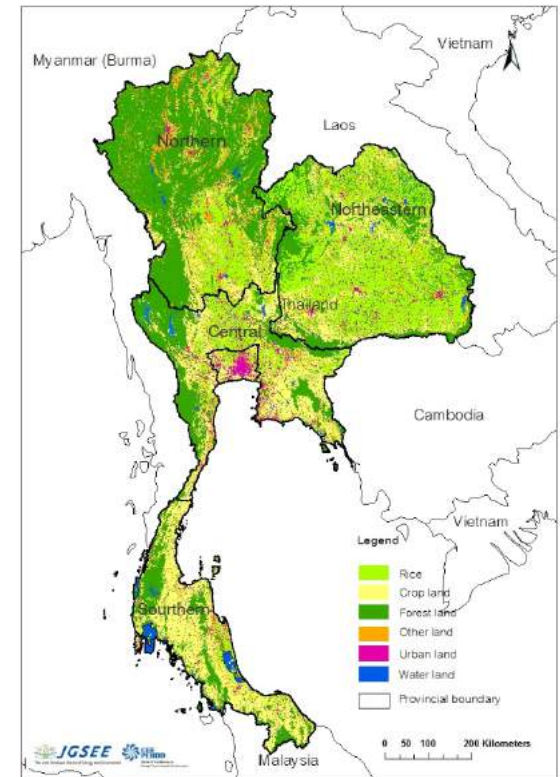 Vietnam
Myanmar (Burma)
Laos
Northern
Northeastern
Thailand
Central
Cambodia
Vietnam
Sourthern
Legend
Rice
Crop land
Forest land
Other land
Urban land
Water land
Provincial boundary
0 50 100 200 Kilometers
JGSEE
Malaysia